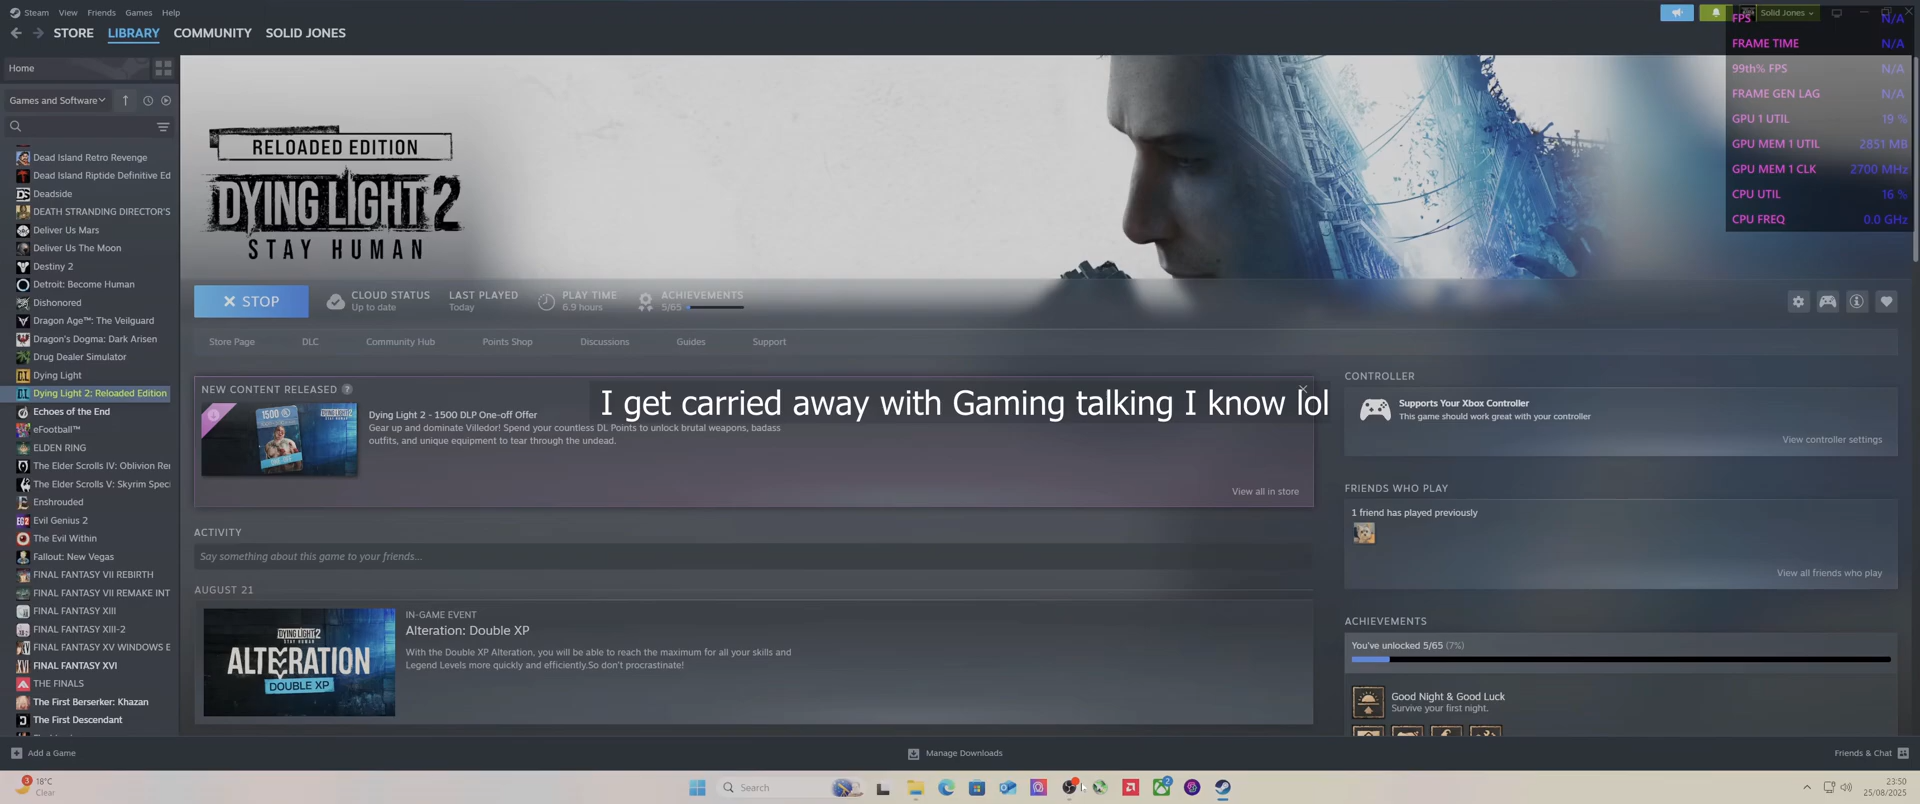 Steam View Friends Games Help
Solid Jones
STORE LIBRARY COMMUNITY SOLID JONES
FPS N/A
FRAME TIME N/A
99th% FPS N/A
FRAME GEN LAG N/A
GPU 1 UTIL 19 %
GPU MEM 1 UTIL 2851 MB
GPU MEM 1 CLK 2700 MHz
CPU UTIL 16 %
CPU FREQ 0.0 GHz
Home
Games and Software
Dead Island Retro Revenge
Dead Island Riptide Definitive Ed
Deadside
DEATH STRANDING DIRECTOR'S
Deliver Us Mars
Deliver Us The Moon
Destiny 2
Detroit: Become Human
Dishonored
Dragon Age™: The Veilguard
Dragon's Dogma: Dark Arisen
Drug Dealer Simulator
Dying Light
Dying Light 2: Reloaded Edition
Echoes of the End
eFootball™
ELDEN RING
The Elder Scrolls IV: Oblivion Re
The Elder Scrolls V: Skyrim Spec
Enshrouded
Evil Genius 2
The Evil Within
Fallout: New Vegas
FINAL FANTASY VII REBIRTH
FINAL FANTASY VII REMAKE INT
FINAL FANTASY XIII
FINAL FANTASY XIII-2
FINAL FANTASY XV WINDOWS E
FINAL FANTASY XVI
THE FINALS
The First Berserker: Khazan
The First Descendant
RELOADED EDITION
DYING LIGHT 2
STAY HUMAN
STOP
CLOUD STATUS
Up to date
LAST PLAYED
Today
PLAY TIME
6.9 hours
ACHIEVEMENTS
5/65
Store Page DLC Community Hub Points Shop Discussions Guides Support
NEW CONTENT RELEASED ?
1500
Dying Light 2 - 1500 DLP One-off Offer
Gear up and dominate Villedor! Spend your countless DL Points to unlock brutal weapons, badass
outfits, and unique equipment to tear through the undead.
View all in store
I get carried away with Gaming talking I know lol
ACTIVITY
Say something about this game to your friends...
AUGUST 21
DYING LIGHT 2
STAY HUMAN
ALTERATION
DOUBLE XP
IN-GAME EVENT
Alteration: Double XP
With the Double XP Alteration, you will be able to reach the maximum for all your skills and
Legend Levels more quickly and efficiently.So don't procrastinate!
CONTROLLER
Supports Your Xbox Controller
This game should work great with your controller
View controller settings
FRIENDS WHO PLAY
1 friend has played previously
View all friends who play
ACHIEVEMENTS
You've unlocked 5/65 (7%)
Good Night & Good Luck
Survive your first night.
Add a Game
Manage Downloads
Friends & Chat
3
18°C
Clear
Search
2
23:50
25/08/2025